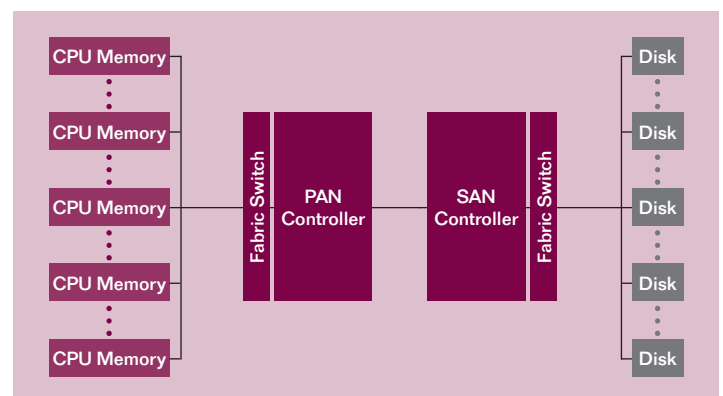 CPU Memory
CPU Memory
CPU Memory
CPU Memory
CPU Memory
Fabric Switch
PAN
Controller
SAN
Controller
Fabric Switch
Disk
Disk
Disk
Disk
Disk